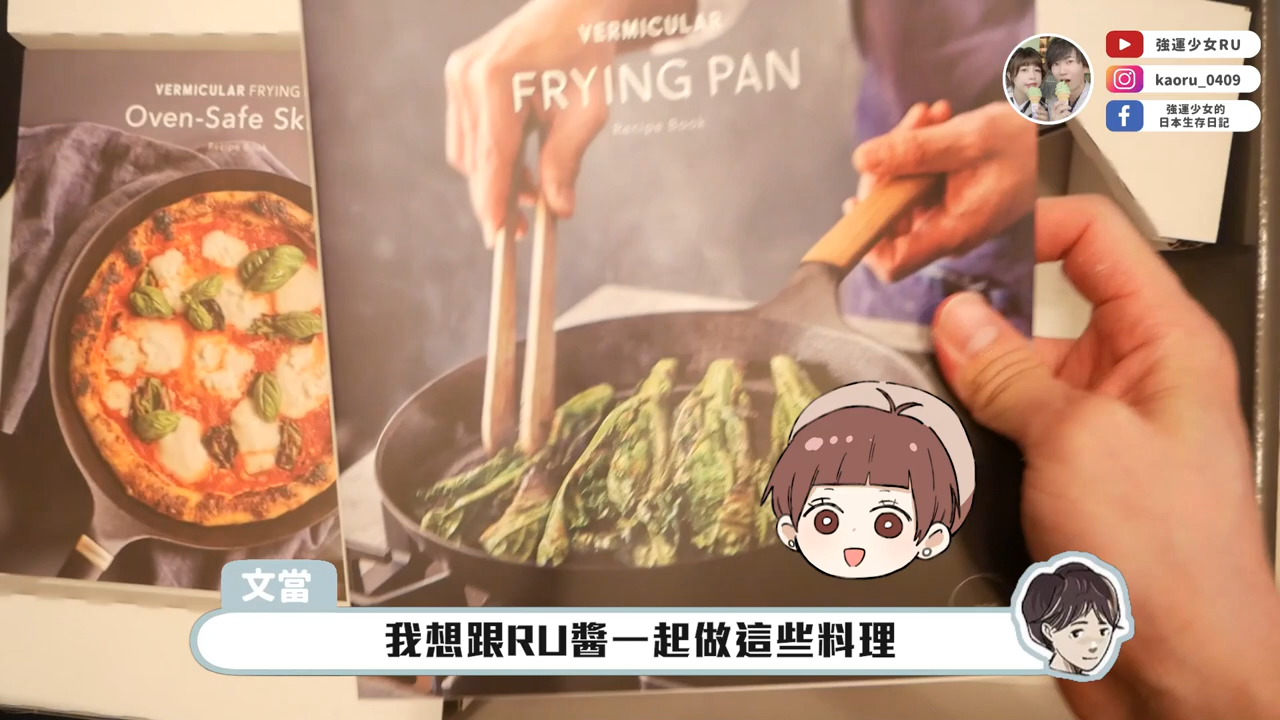 VERMICULAR FRYING
Oven-Safe Sk
Recipe Book
VERMICULAR
FRYING PAN
Recipe Book
強運少女RU
kaoru_0409
強運少女的
日本生存日記
文當
我想跟RU醬一起做這些料理